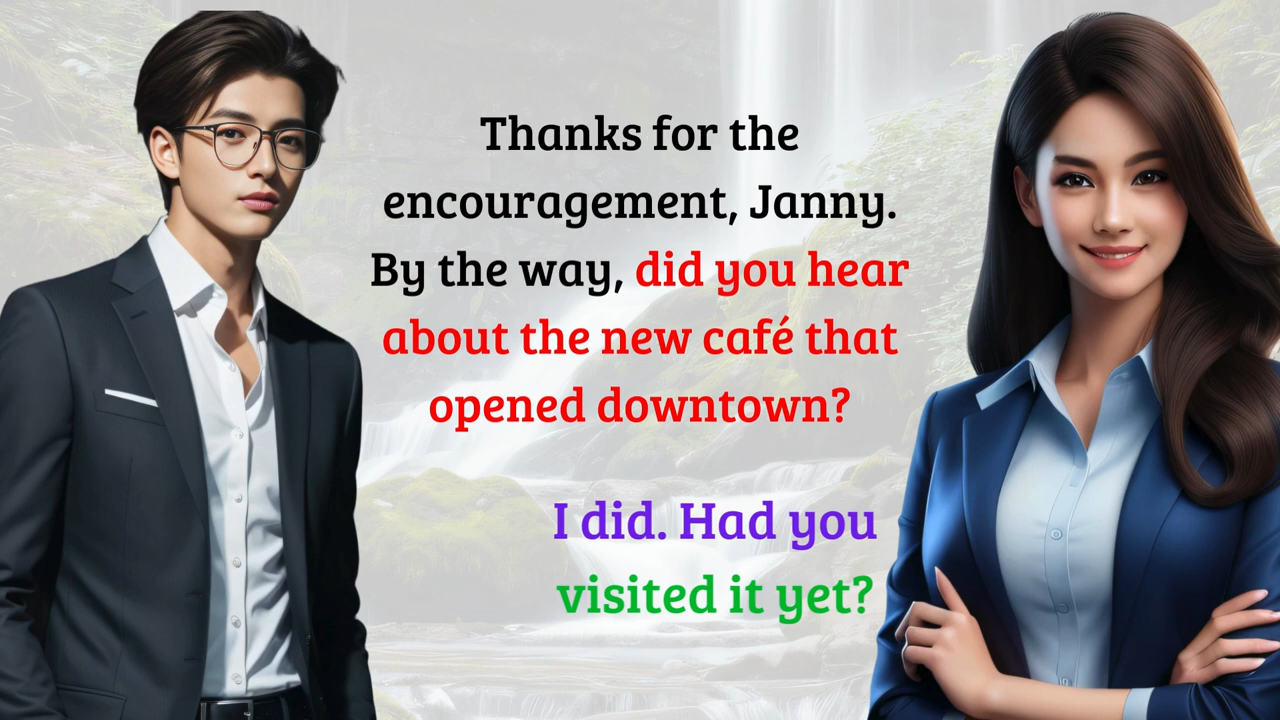 Thanks for the
encouragement, Janny.
By the way, did you hear
about the new café that
opened downtown?
I did. Had you
visited it yet?